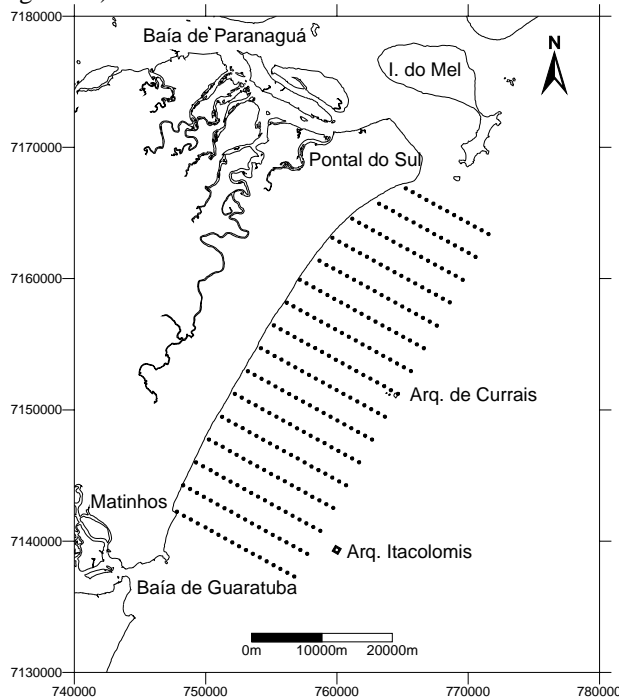 7180000
Baía de Paranaguá
N
I. do Mel
7170000
Pontal do Sul
7160000
7150000
Arq. de Currais
Matinhos
7140000
Arq. Itacolomis
Baía de Guaratuba
0m 10000m 20000m
7130000
740000 750000 760000 770000 780000